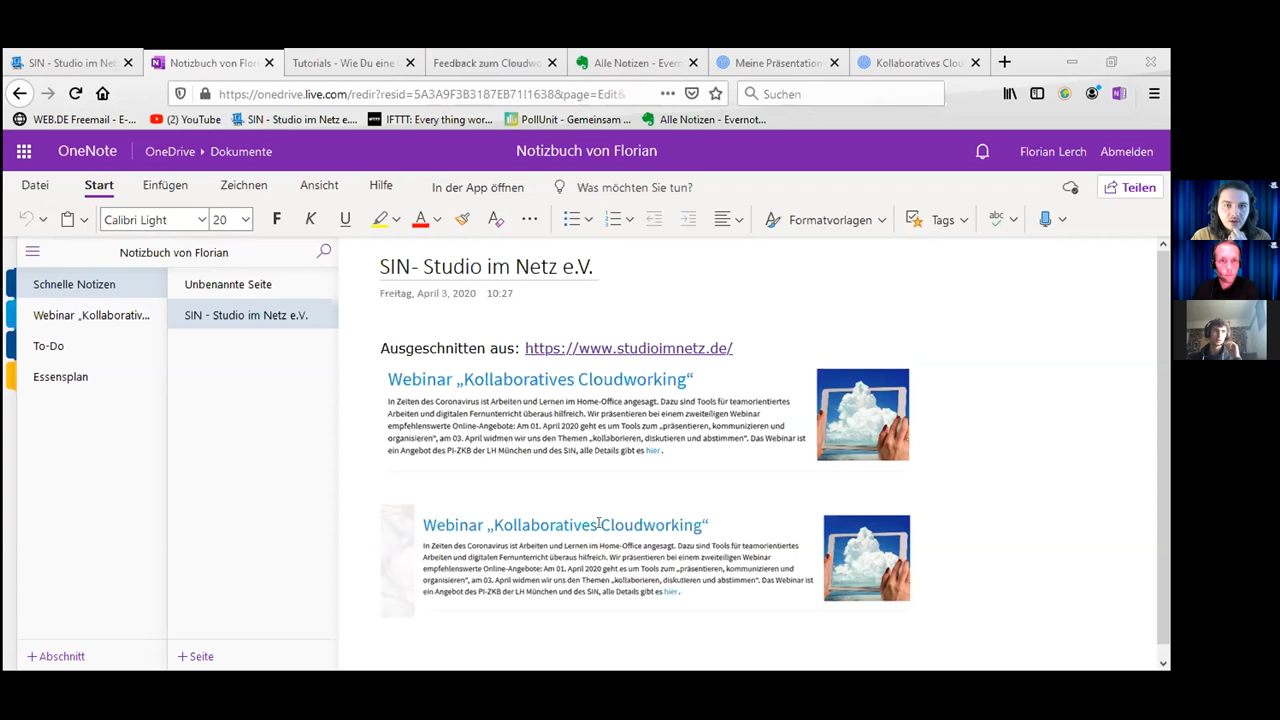 SIN - Studio im Net
Notizbuch von Flori
Tutorials - Wie Du eine
Feedback zum Cloudw
Alle Notizen - Evern
Meine Präsentation
Kollaboratives Clou
https://onedrive.live.com/redir?resid=5A3A9F3B3187EB71!1638&page=Edit&
Suchen
WEB.DE Freemail - E-...
(2) YouTube
SIN - Studio im Netz e....
IFTTT: Every thing wor...
PollUnit - Gemeinsam ...
Alle Notizen - Evernot...
OneNote
OneDrive
Dokumente
Notizbuch von Florian
Florian Lerch
Abmelden
Datei
Start
Einfügen
Zeichnen
Ansicht
Hilfe
In der App öffnen
Was möchten Sie tun?
Teilen
Calibri Light
20
F
K
U
A
Formatvorlagen
Tags
abc
Notizbuch von Florian
Schnelle Notizen
Webinar „Kollaborativ...
To-Do
Essensplan
Unbenannte Seite
SIN - Studio im Netz e.V.
SIN- Studio im Netz e.V.
Freitag, April 3, 2020 10:27
Ausgeschnitten aus: https://www.studioimnetz.de/
Webinar „Kollaboratives Cloudworking“
In Zeiten des Coronavirus ist Arbeiten und Lernen im Home-Office angesagt. Dazu sind Tools für teamorientiertes
Arbeiten und digitalen Fernunterricht überaus hilfreich. Wir präsentieren bei einem zweiteiligen Webinar
empfehlenswerte Online-Angebote: Am 01. April 2020 geht es um Tools zum „präsentieren, kommunizieren und
organisieren“, am 03. April widmen wir uns den Themen „kollaborieren, diskutieren und abstimmen“. Das Webinar ist
ein Angebot des PI-ZKB der LH München und des SIN, alle Details gibt es hier.
Webinar „Kollaboratives Cloudworking“
In Zeiten des Coronavirus ist Arbeiten und Lernen im Home-Office angesagt. Dazu sind Tools für teamorientiertes
Arbeiten und digitalen Fernunterricht überaus hilfreich. Wir präsentieren bei einem zweiteiligen Webinar
empfehlenswerte Online-Angebote: Am 01. April 2020 geht es um Tools zum „präsentieren, kommunizieren und
organisieren“, am 03. April widmen wir uns den Themen „kollaborieren, diskutieren und abstimmen“. Das Webinar ist
ein Angebot des PI-ZKB der LH München und des SIN, alle Details gibt es hier.
+ Abschnitt
+ Seite